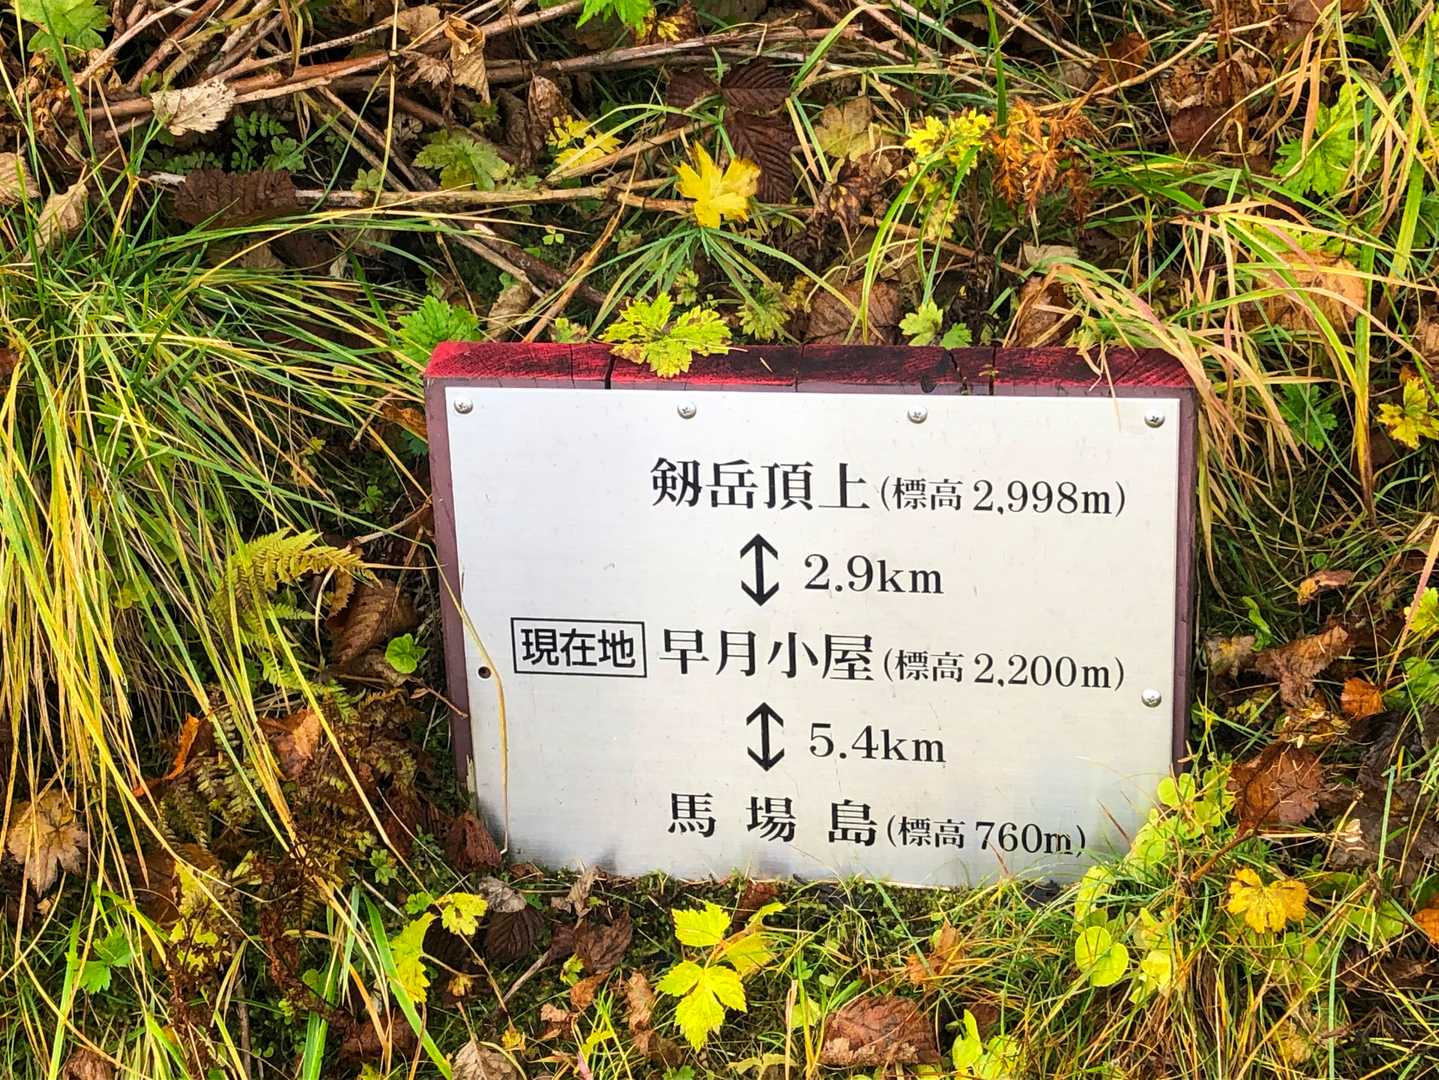 剱岳頂上(標高2,998m)
↕ 2.9km
現在地 早月小屋(標高2,200m)
↕ 5.4km
馬場島(標高760m)